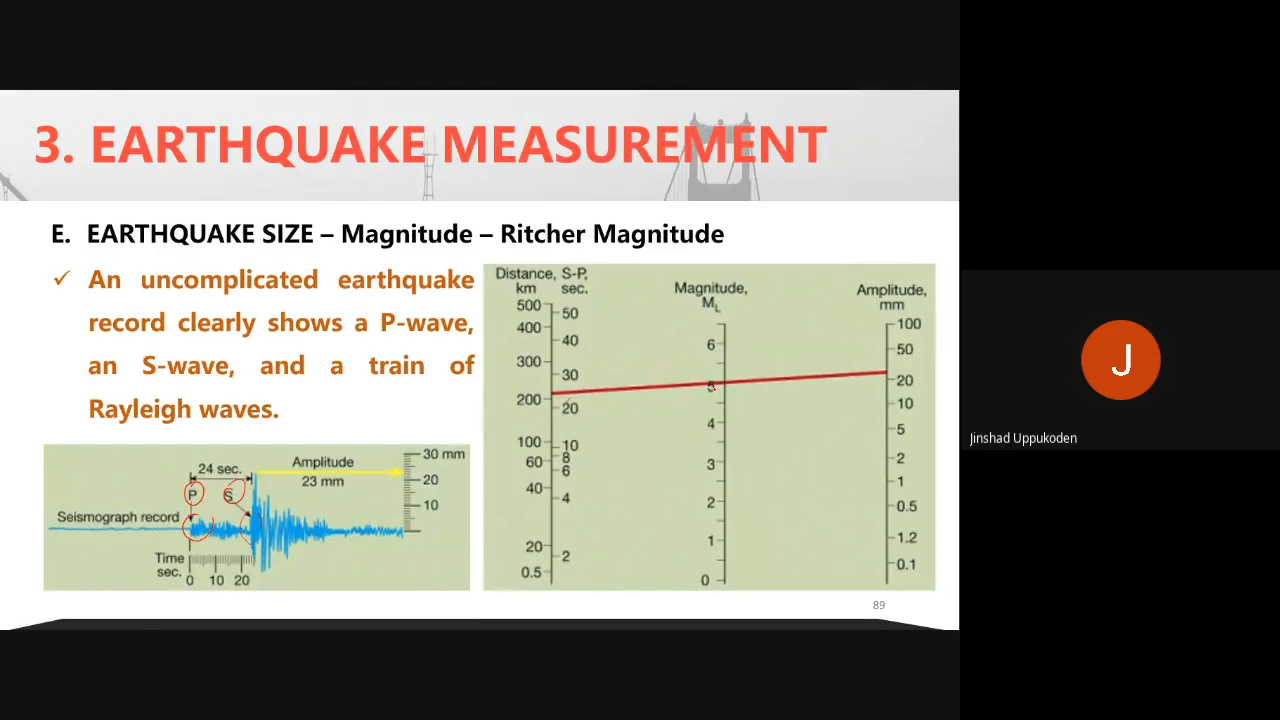 3. EARTHQUAKE MEASUREMENT
E. EARTHQUAKE SIZE – Magnitude – Ritcher Magnitude
✓ An uncomplicated earthquake
record clearly shows a P-wave,
an S-wave, and a train of
Rayleigh waves.
24 sec.
Amplitude
23 mm
30 mm
20
10
P
S
Seismograph record
Time
sec.
0 10 20
Distance, S-P,
km sec.
500
400
300
200
100
60
40
20
0.5
50
40
30
20
10
8
6
4
2
Magnitude,
ML
6
5
4
3
2
1
0
Amplitude,
mm
100
50
20
10
5
2
1
0.5
1.2
0.1
89
J
Jinshad Uppukoden